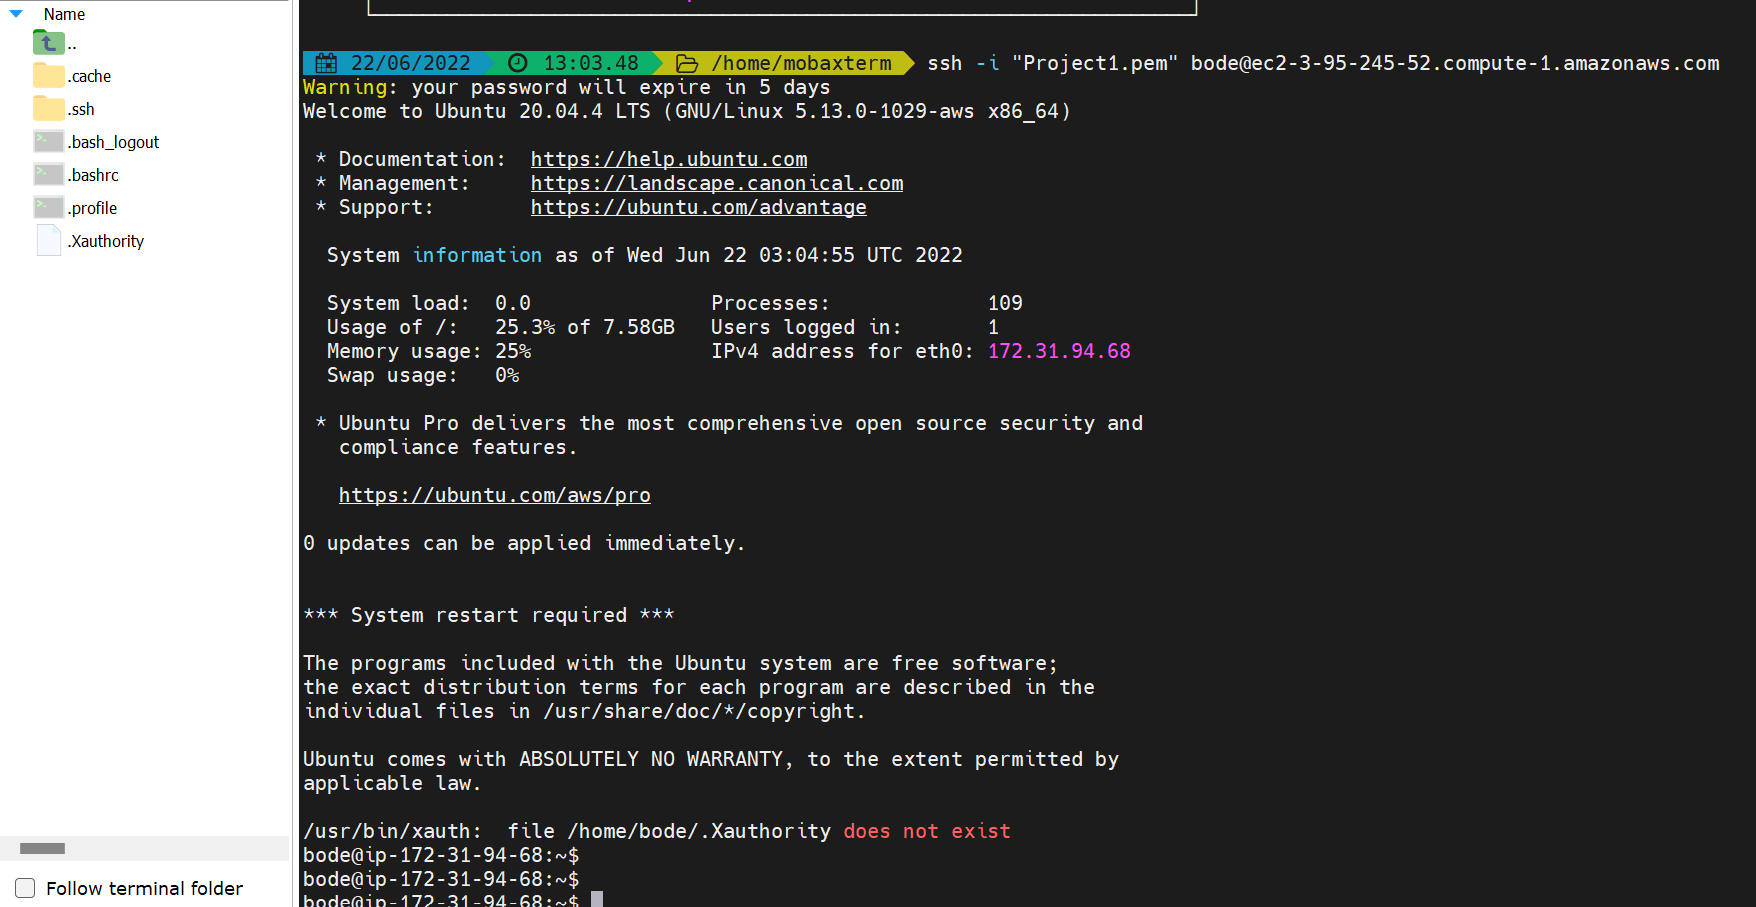 Name
..
.cache
.ssh
.bash_logout
.bashrc
.profile
.Xauthority
Follow terminal folder
22/06/2022 13:03.48 /home/mobaxterm ssh -i "Project1.pem" bode@ec2-3-95-245-52.compute-1.amazonaws.com
Warning: your password will expire in 5 days
Welcome to Ubuntu 20.04.4 LTS (GNU/Linux 5.13.0-1029-aws x86_64)
* Documentation: https://help.ubuntu.com
* Management: https://landscape.canonical.com
* Support: https://ubuntu.com/advantage
System information as of Wed Jun 22 03:04:55 UTC 2022
System load: 0.0 Processes: 109
Usage of /: 25.3% of 7.58GB Users logged in: 1
Memory usage: 25% IPv4 address for eth0: 172.31.94.68
Swap usage: 0%
* Ubuntu Pro delivers the most comprehensive open source security and
compliance features.
https://ubuntu.com/aws/pro
0 updates can be applied immediately.
*** System restart required ***
The programs included with the Ubuntu system are free software;
the exact distribution terms for each program are described in the
individual files in /usr/share/doc/*/copyright.
Ubuntu comes with ABSOLUTELY NO WARRANTY, to the extent permitted by
applicable law.
/usr/bin/xauth: file /home/bode/.Xauthority does not exist
bode@ip-172-31-94-68:~$
bode@ip-172-31-94-68:~$
bode@ip-172-31-94-68:~$